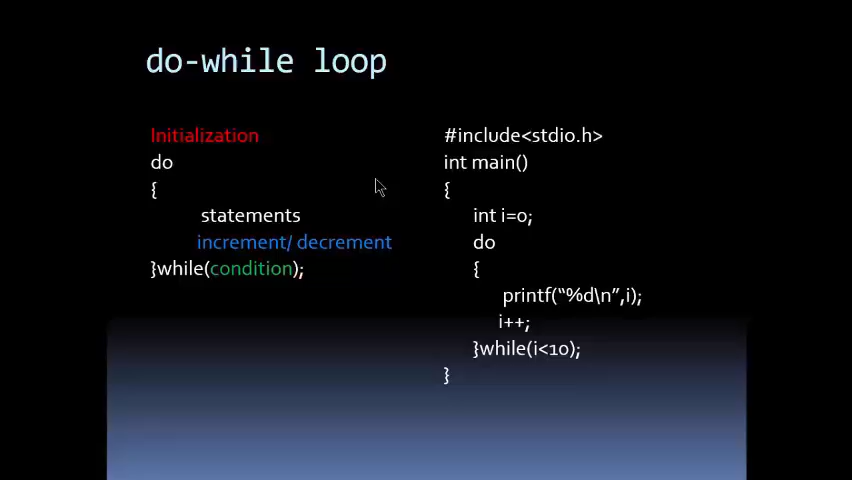 do-while loop
Initialization
do
{
statements
increment/ decrement
}while(condition);
#include<stdio.h>
int main()
{
int i=0;
do
{
printf(“%d\n”,i);
i++;
}while(i<10);
}